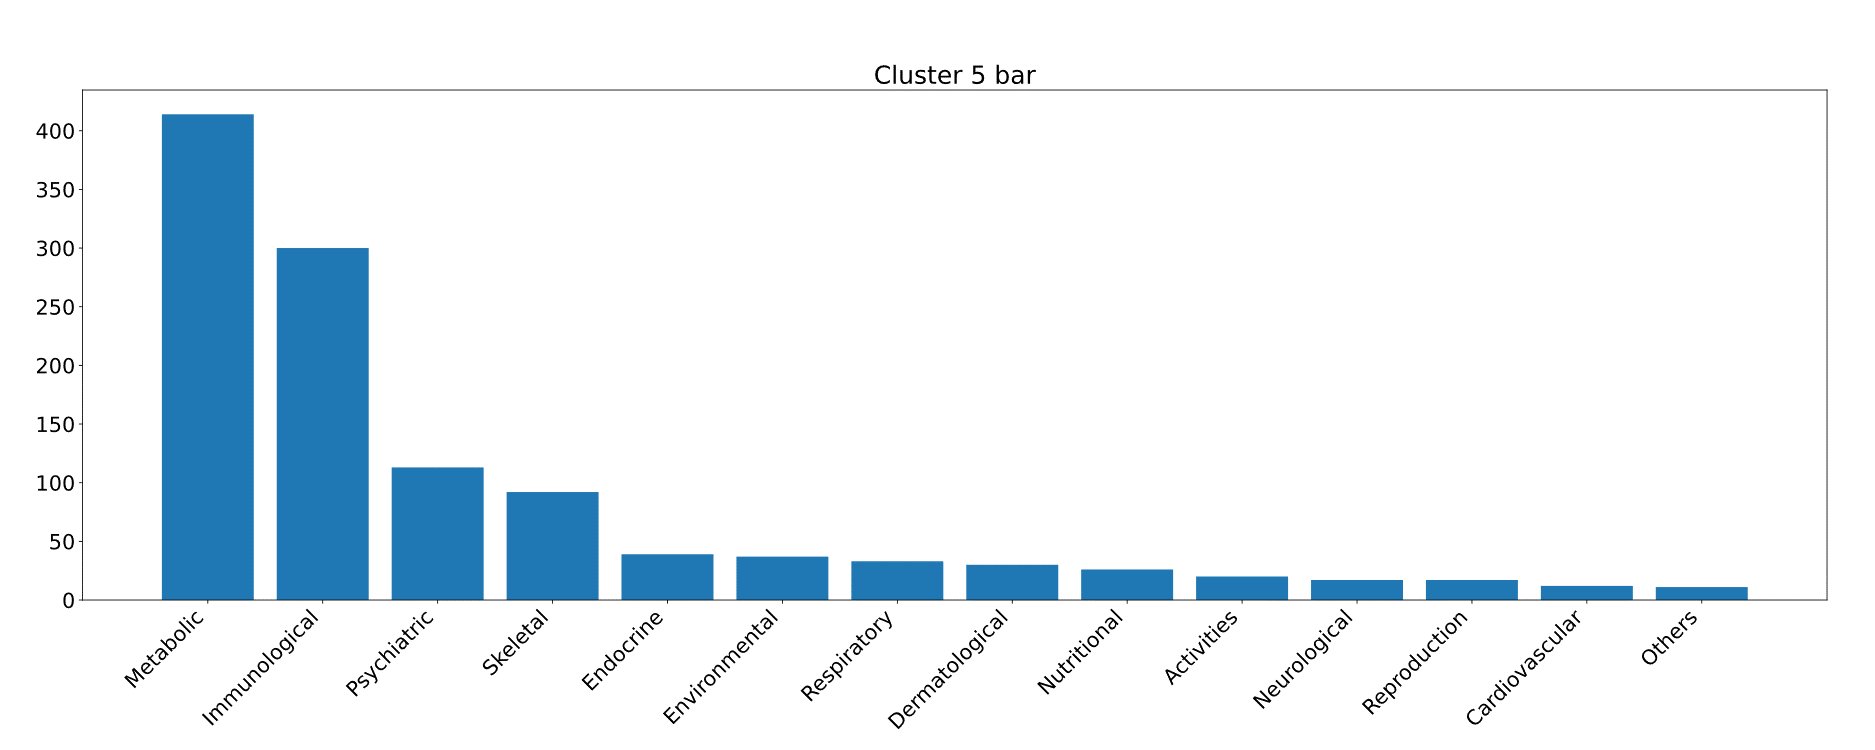 Cluster 5 bar
400
350
300
250
200
150
100
50
0
Metabolic
Immunological
Psychiatric
Skeletal
Endocrine
Environmental
Respiratory
Dermatological
Nutritional
Activities
Neurological
Reproduction
Cardiovascular
Others